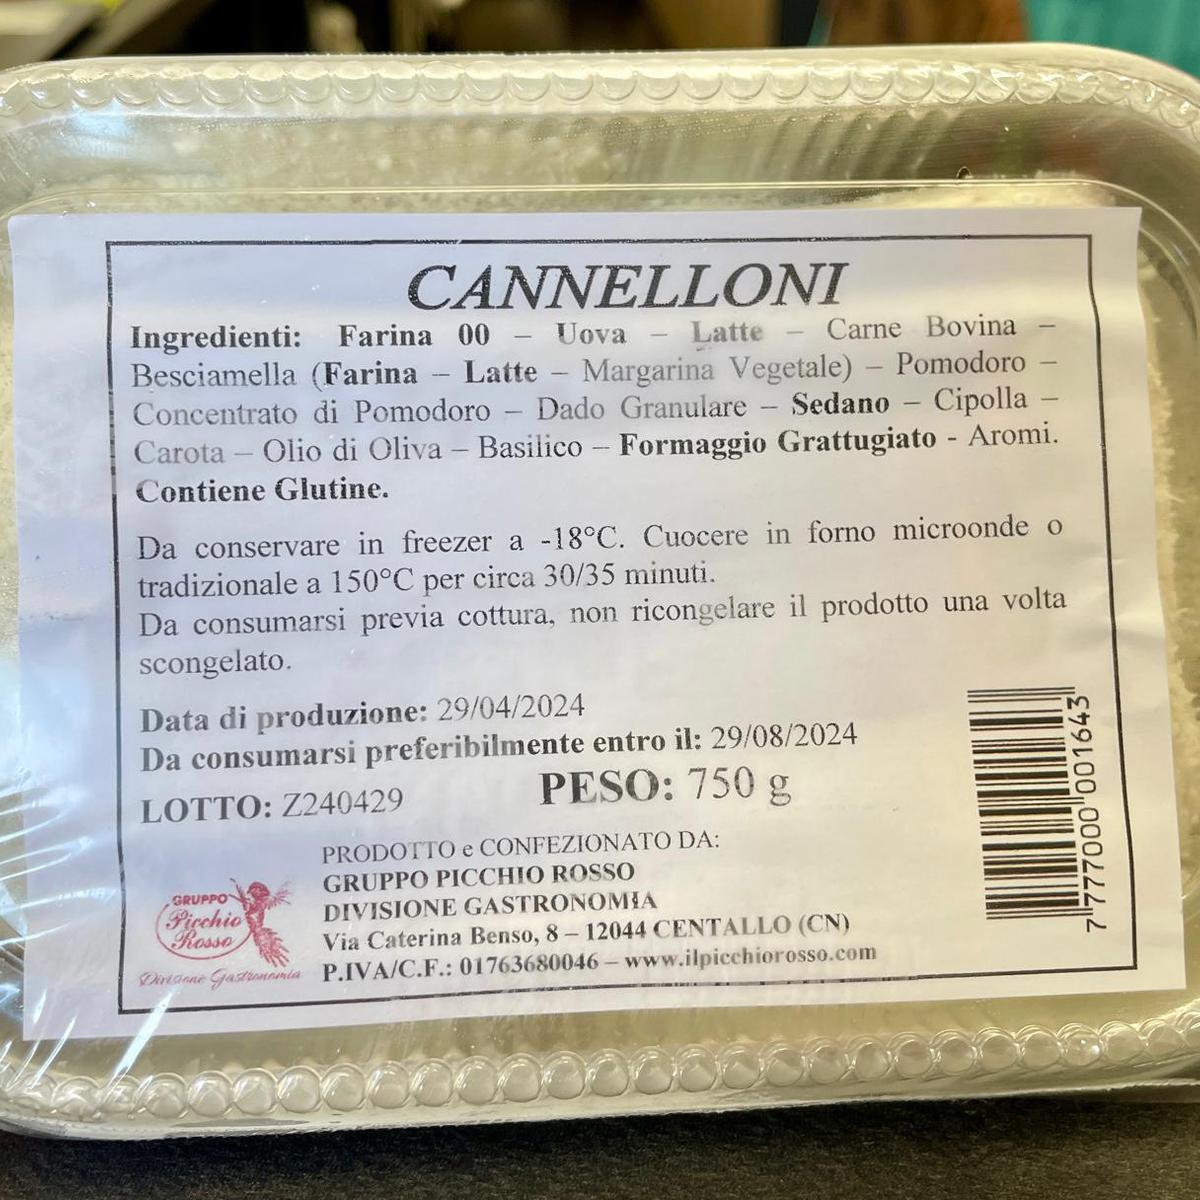 CANNELLONI
Ingredienti: Farina 00 – Uova – Latte – Carne Bovina –
Besciamella (Farina – Latte – Margarina Vegetale) – Pomodoro –
Concentrato di Pomodoro – Dado Granulare – Sedano – Cipolla –
Carota – Olio di Oliva – Basilico – Formaggio Grattugiato - Aromi.
Contiene Glutine.
Da conservare in freezer a -18°C. Cuocere in forno microonde o
tradizionale a 150°C per circa 30/35 minuti.
Da consumarsi previa cottura, non ricongelare il prodotto una volta
scongelato.
Data di produzione: 29/04/2024
Da consumarsi preferibilmente entro il: 29/08/2024
LOTTO: Z240429 PESO: 750 g
PRODOTTO e CONFEZIONATO DA:
GRUPPO PICCHIO ROSSO
DIVISIONE GASTRONOMIA
Via Caterina Benso, 8 – 12044 CENTALLO (CN)
P.IVA/C.F.: 01763680046 – www.ilpicchiorosso.com
GRUPPO
Picchio
Rosso
Divisione Gastronomia
7 777000 001643